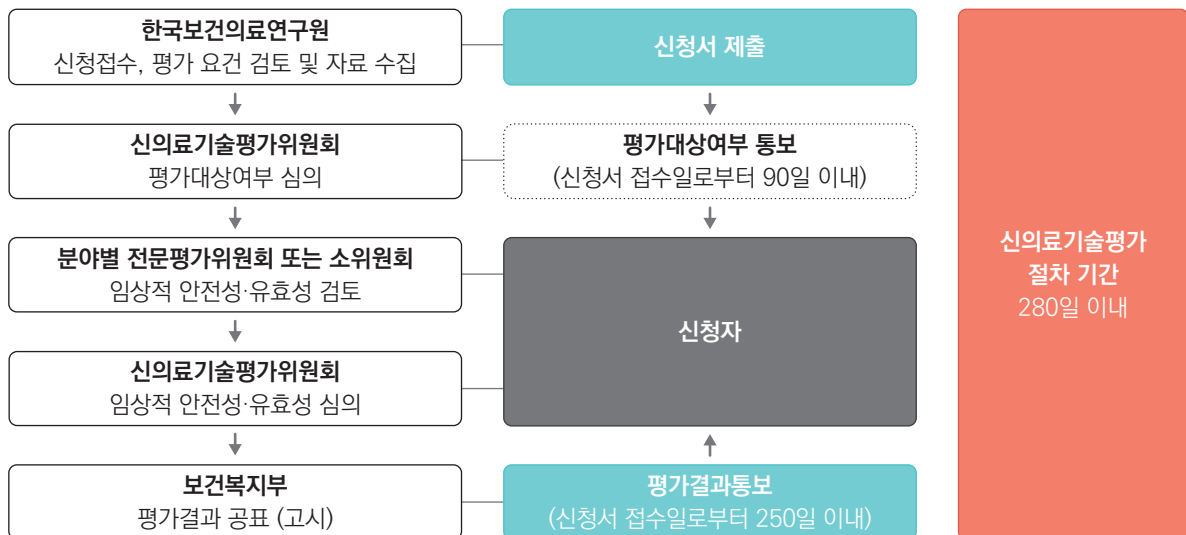 한국보건의료연구원
신청접수, 평가 요건 검토 및 자료 수집
신청서 제출
신의료기술평가위원회
평가대상여부 심의
평가대상여부 통보
(신청서 접수일로부터 90일 이내)
분야별 전문평가위원회 또는 소위원회
임상적 안전성·유효성 검토
신청자
신의료기술평가위원회
임상적 안전성·유효성 심의
보건복지부
평가결과 공표 (고시)
평가결과통보
(신청서 접수일로부터 250일 이내)
신의료기술평가
절차 기간
280일 이내